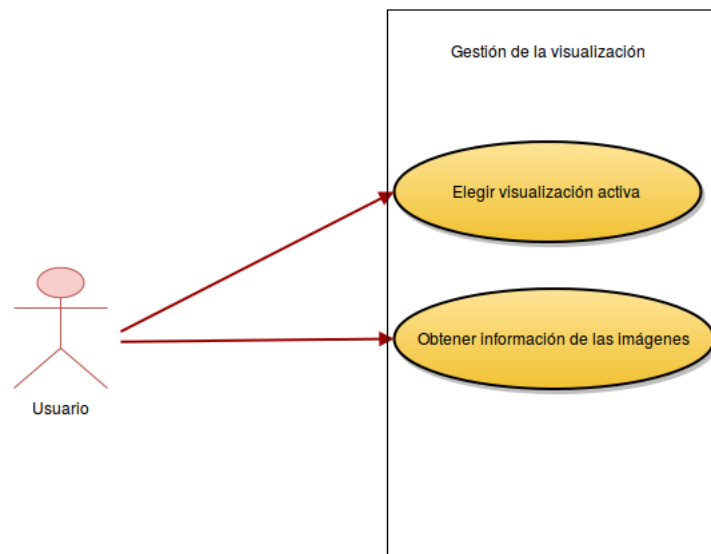 Gestión de la visualización
Elegir visualización activa
Obtener información de las imágenes
Usuario